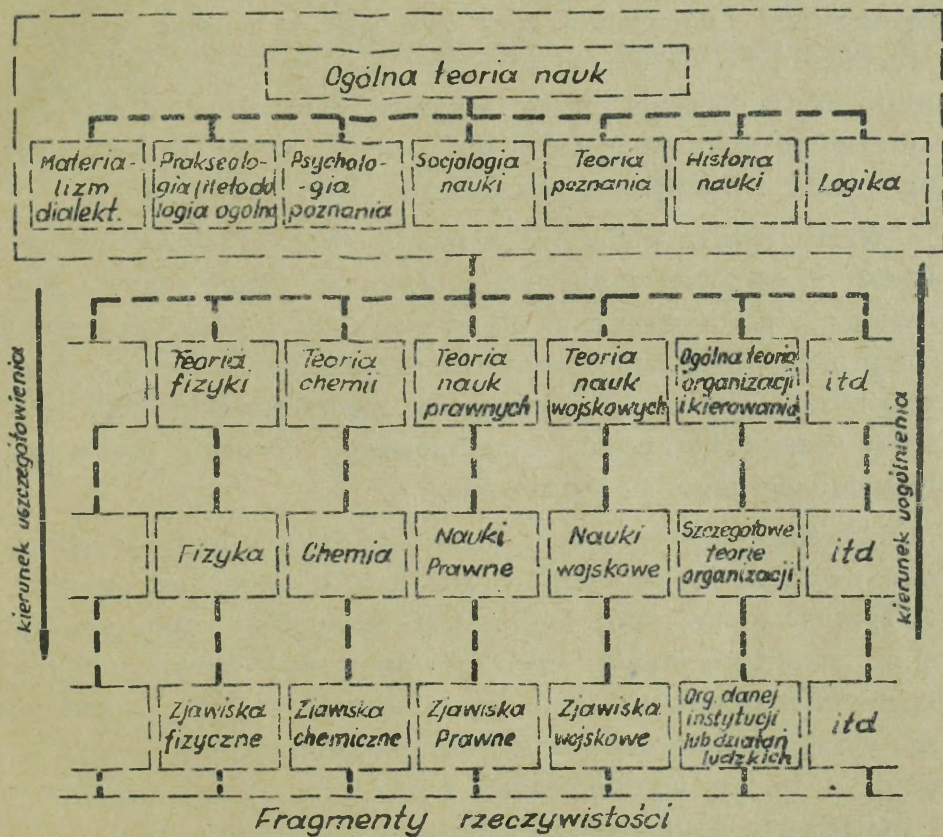 Ogólna teoria nauk
Materia-
lizm
dialekt.
Prakseolo-
gia (Metodo
logia ogólna
Psycholo-
-gia
poznania
Socjologia
nauki
Teoria
poznania
Historia
nauki
Logika
kierunek uszczegółowienia
kierunek uogólnienia
Teoria
fizyki
Teoria
chemii
Teoria
nauk
prawnych
Teoria
nauk
wojskowych
Ogólna teoria
organizacji
i kierowania
itd
Fizyka
Chemia
Nauki
Prawne
Nauki
wojskowe
Szczegołowe
teorie
organizacji
itd
Zjawiska
fizyczne
Zjawiska
chemiczne
Zjawiska
Prawne
Zjawiska
wojskowe
Org. danej
instytucji
lub działań
ludzkich
itd
Fragmenty rzeczywistości